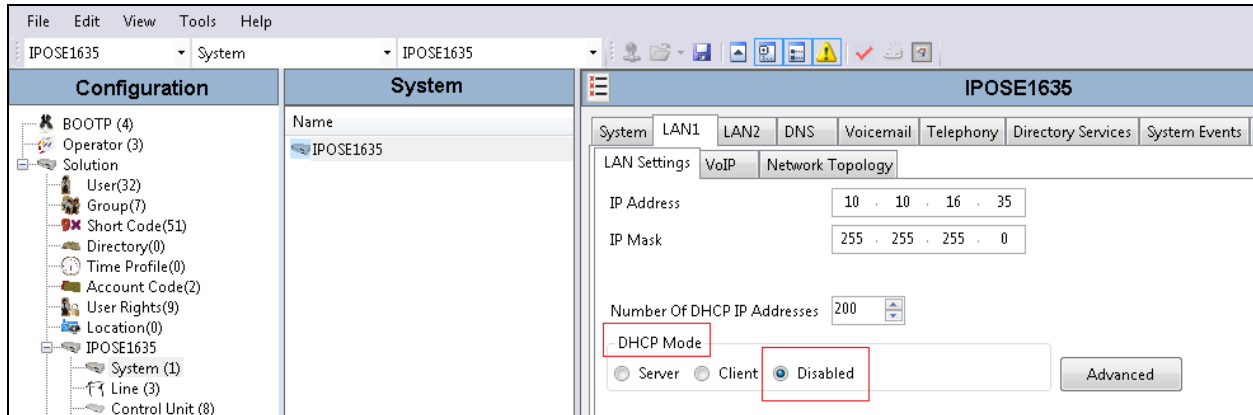 File Edit View Tools Help
IPOSE1635 System IPOSE1635
Configuration
BOOTP (4)
Operator (3)
Solution
User(32)
Group(7)
Short Code(51)
Directory(0)
Time Profile(0)
Account Code(2)
User Rights(9)
Location(0)
IPOSE1635
System (1)
Line (3)
Control Unit (8)
System
Name
IPOSE1635
IPOSE1635
System LAN1 LAN2 DNS Voicemail Telephony Directory Services System Events
LAN Settings VoIP Network Topology
IP Address 10 . 10 . 16 . 35
IP Mask 255 . 255 . 255 . 0
Number Of DHCP IP Addresses 200
DHCP Mode
Server Client Disabled Advanced